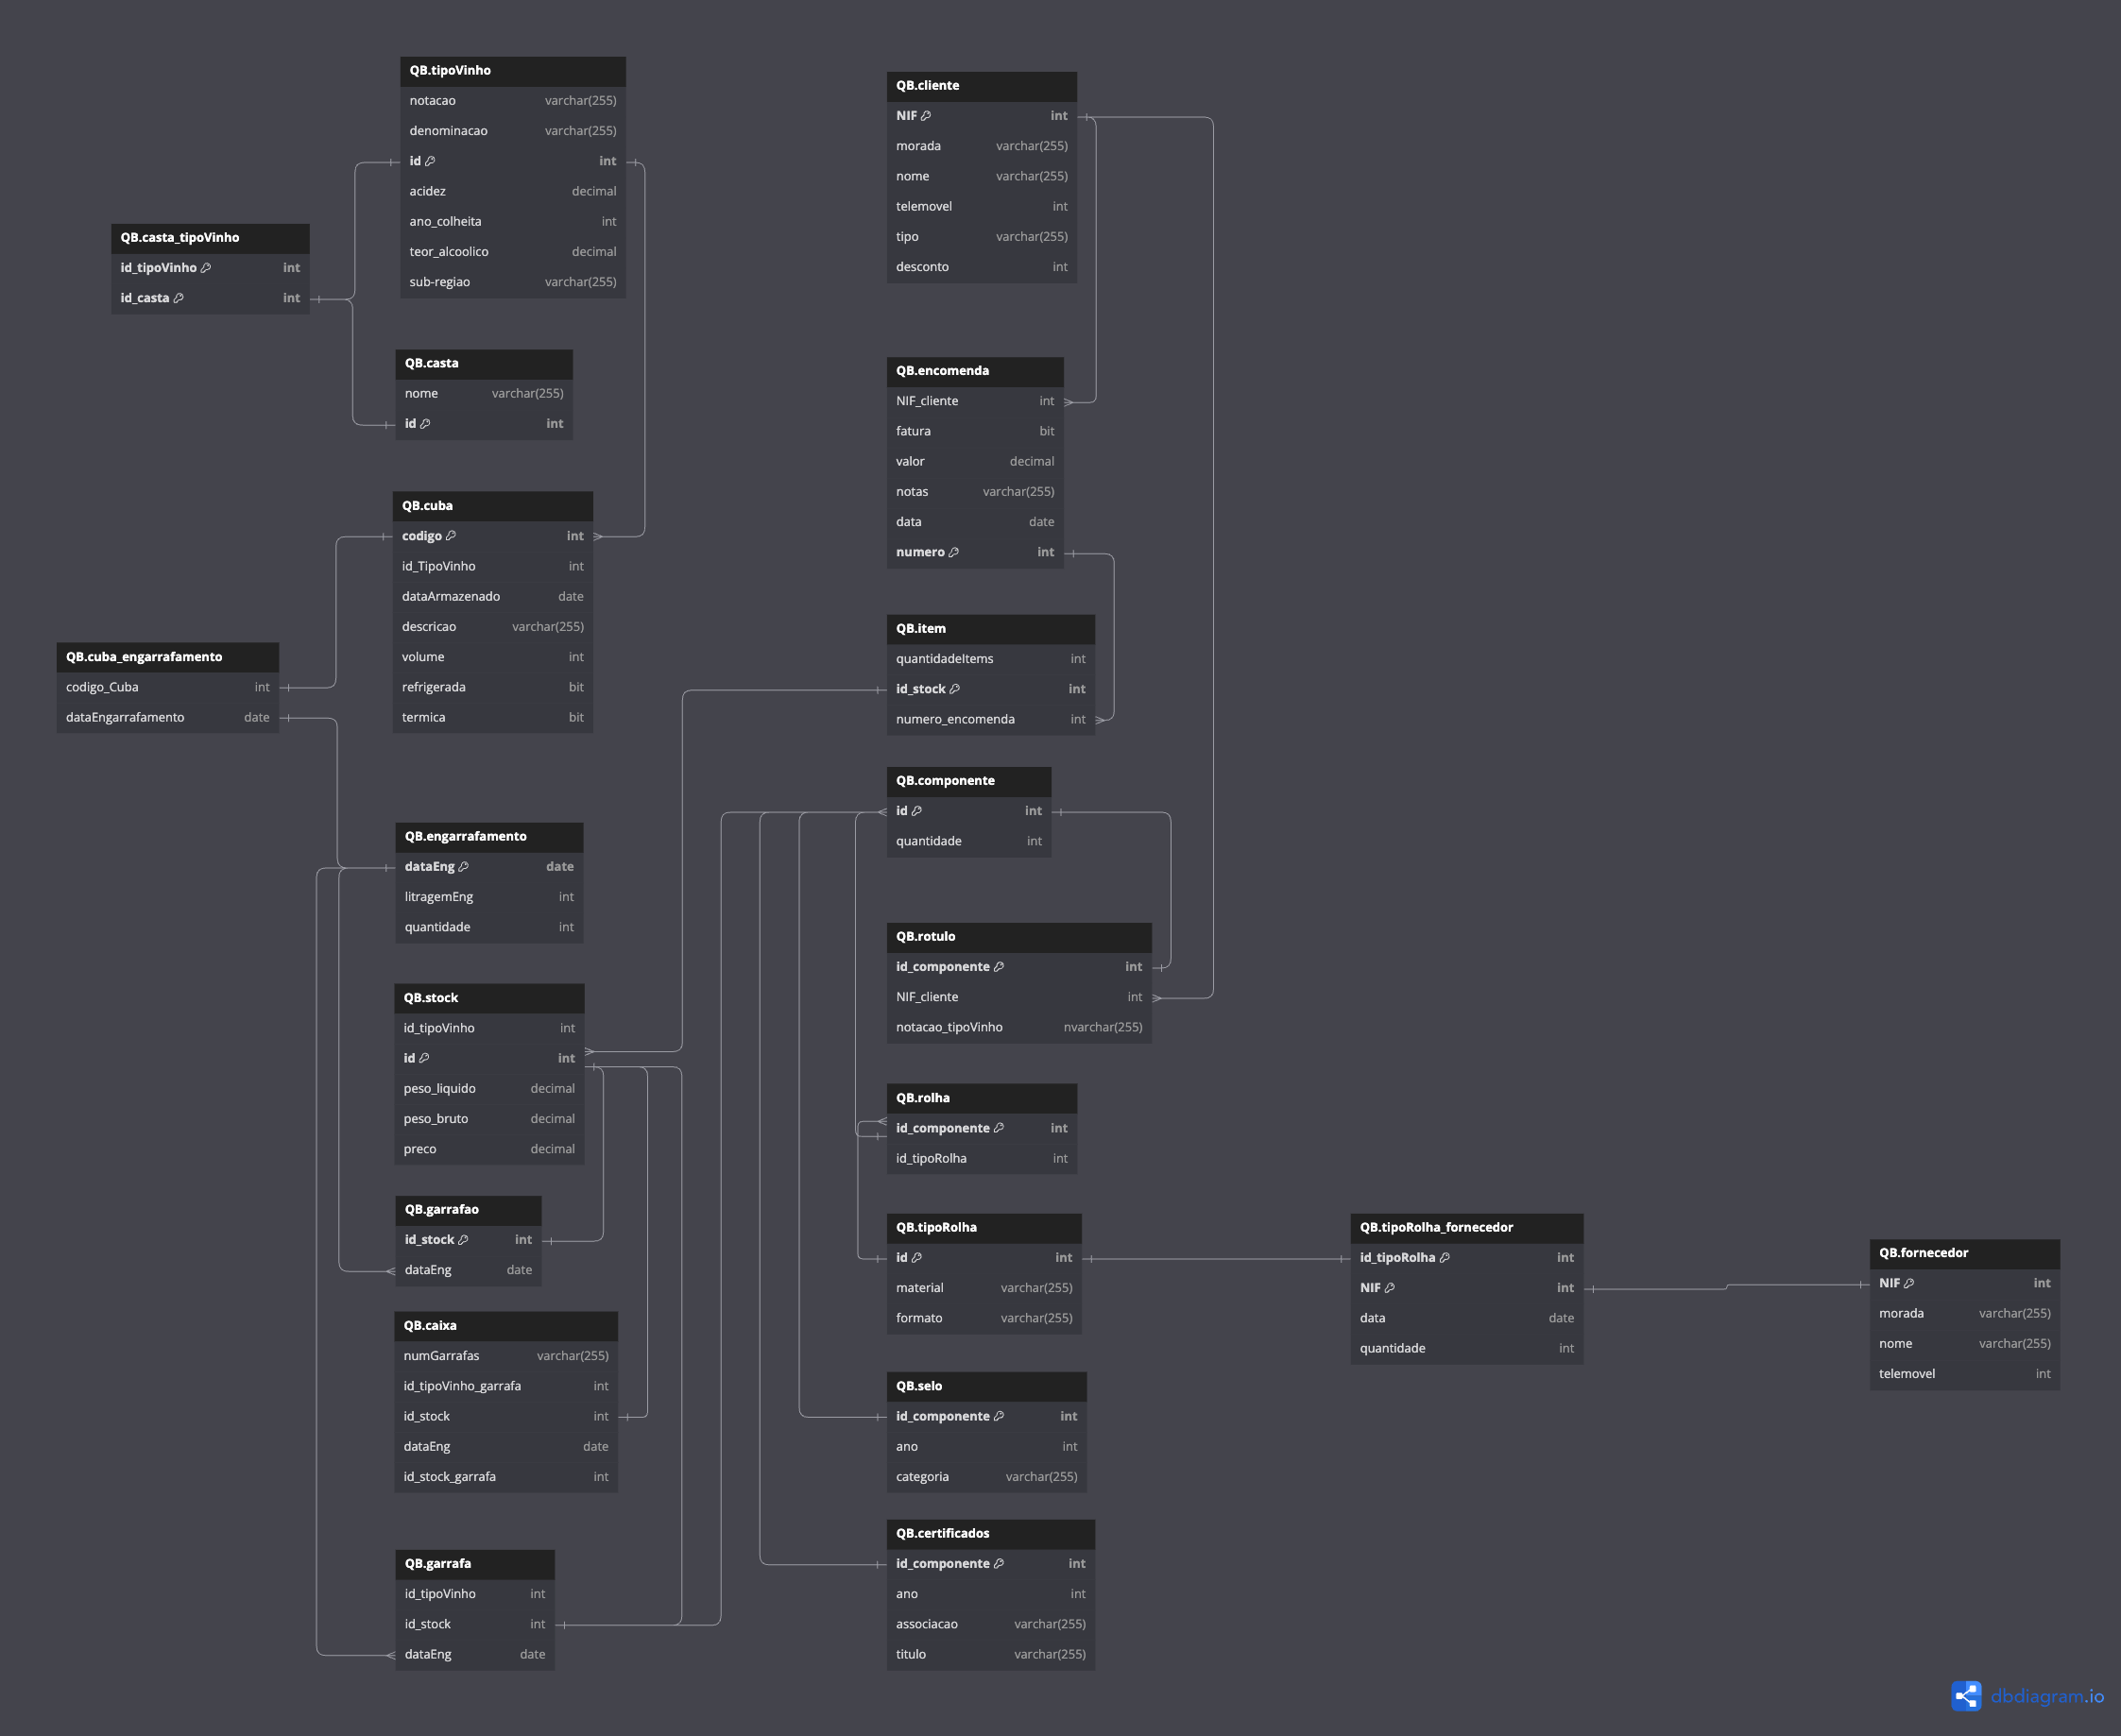 QB.tipoVinho
notacao varchar(255)
denominacao varchar(255)
id int
acidez decimal
ano_colheita int
teor_alcoolico decimal
sub-regiao varchar(255)
QB.casta_tipoVinho
id_tipoVinho int
id_casta int
QB.casta
nome varchar(255)
id int
QB.cuba
codigo int
id_TipoVinho int
dataArmazenado date
descricao varchar(255)
volume int
refrigerada bit
termica bit
QB.cuba_engarrafamento
codigo_Cuba int
dataEngarrafamento date
QB.engarrafamento
dataEng date
litragemEng int
quantidade int
QB.stock
id_tipoVinho int
id int
peso_liquido decimal
peso_bruto decimal
preco decimal
QB.garrafao
id_stock int
dataEng date
QB.caixa
numGarrafas varchar(255)
id_tipoVinho_garrafa int
id_stock int
dataEng date
id_stock_garrafa int
QB.garrafa
id_tipoVinho int
id_stock int
dataEng date
QB.cliente
NIF int
morada varchar(255)
nome varchar(255)
telemovel int
tipo varchar(255)
desconto int
QB.encomenda
NIF_cliente int
fatura bit
valor decimal
notas varchar(255)
data date
numero int
QB.item
quantidadeItems int
id_stock int
numero_encomenda int
QB.componente
id int
quantidade int
QB.rotulo
id_componente int
NIF_cliente int
notacao_tipoVinho nvarchar(255)
QB.rolha
id_componente int
id_tipoRolha int
QB.tipoRolha
id int
material varchar(255)
formato varchar(255)
QB.selo
id_componente int
ano int
categoria varchar(255)
QB.certificados
id_componente int
ano int
associacao varchar(255)
titulo varchar(255)
QB.tipoRolha_fornecedor
id_tipoRolha int
NIF int
data date
quantidade int
QB.fornecedor
NIF int
morada varchar(255)
nome varchar(255)
telemovel int
dbdiagram.io